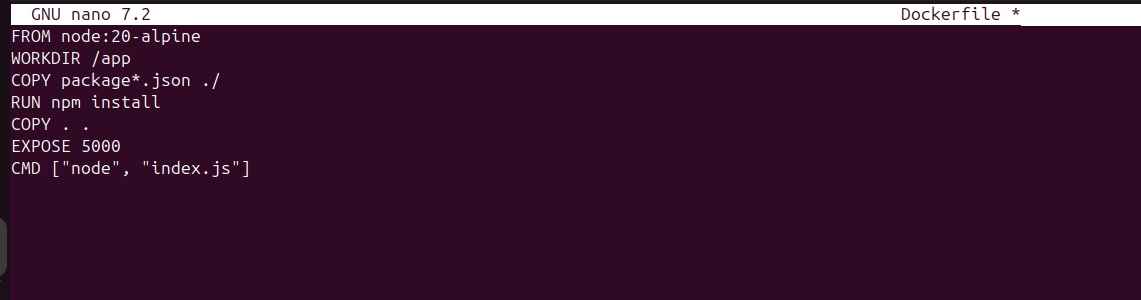 GNU nano 7.2 Dockerfile *
FROM node:20-alpine
WORKDIR /app
COPY package*.json ./
RUN npm install
COPY . .
EXPOSE 5000
CMD ["node", "index.js"]